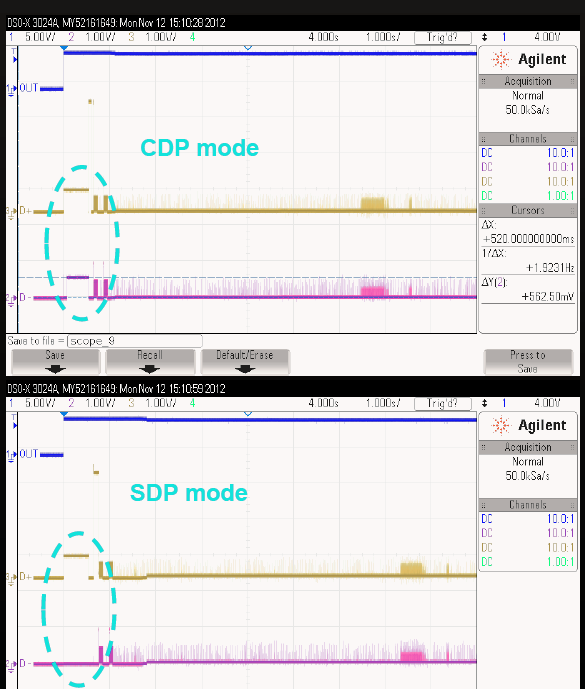 DSO-X 3024A, MY52161649: Mon Nov 12 15:10:28 2012
1 5.00V/ 2 1.00V/ 3 1.00V/ 4 4.000s 1.000s/ Trig'd? 1 4.00V
Agilent
Acquisition
Normal
50.0kSa/s
Channels
DC 10.0:1
DC 10.0:1
DC 10.0:1
DC 1.00:1
Cursors
ΔX:
+520.000000000ms
1/ΔX:
+1.9231Hz
ΔY(2):
+562.50mV
T
1 OUT
CDP mode
3 D+
2 D-
Save to file = scope_9
Save Recall Default/Erase Press to
Save
DSO-X 3024A, MY52161649: Mon Nov 12 15:10:59 2012
1 5.00V/ 2 1.00V/ 3 1.00V/ 4 4.000s/ 1.000s/ Trig'd? 1 4.00V
Agilent
Acquisition
Normal
50.0kSa/s
Channels
DC 10.0:1
DC 10.0:1
DC 10.0:1
DC 1.00:1
T
1 OUT
SDP mode
3 D+
2 D-